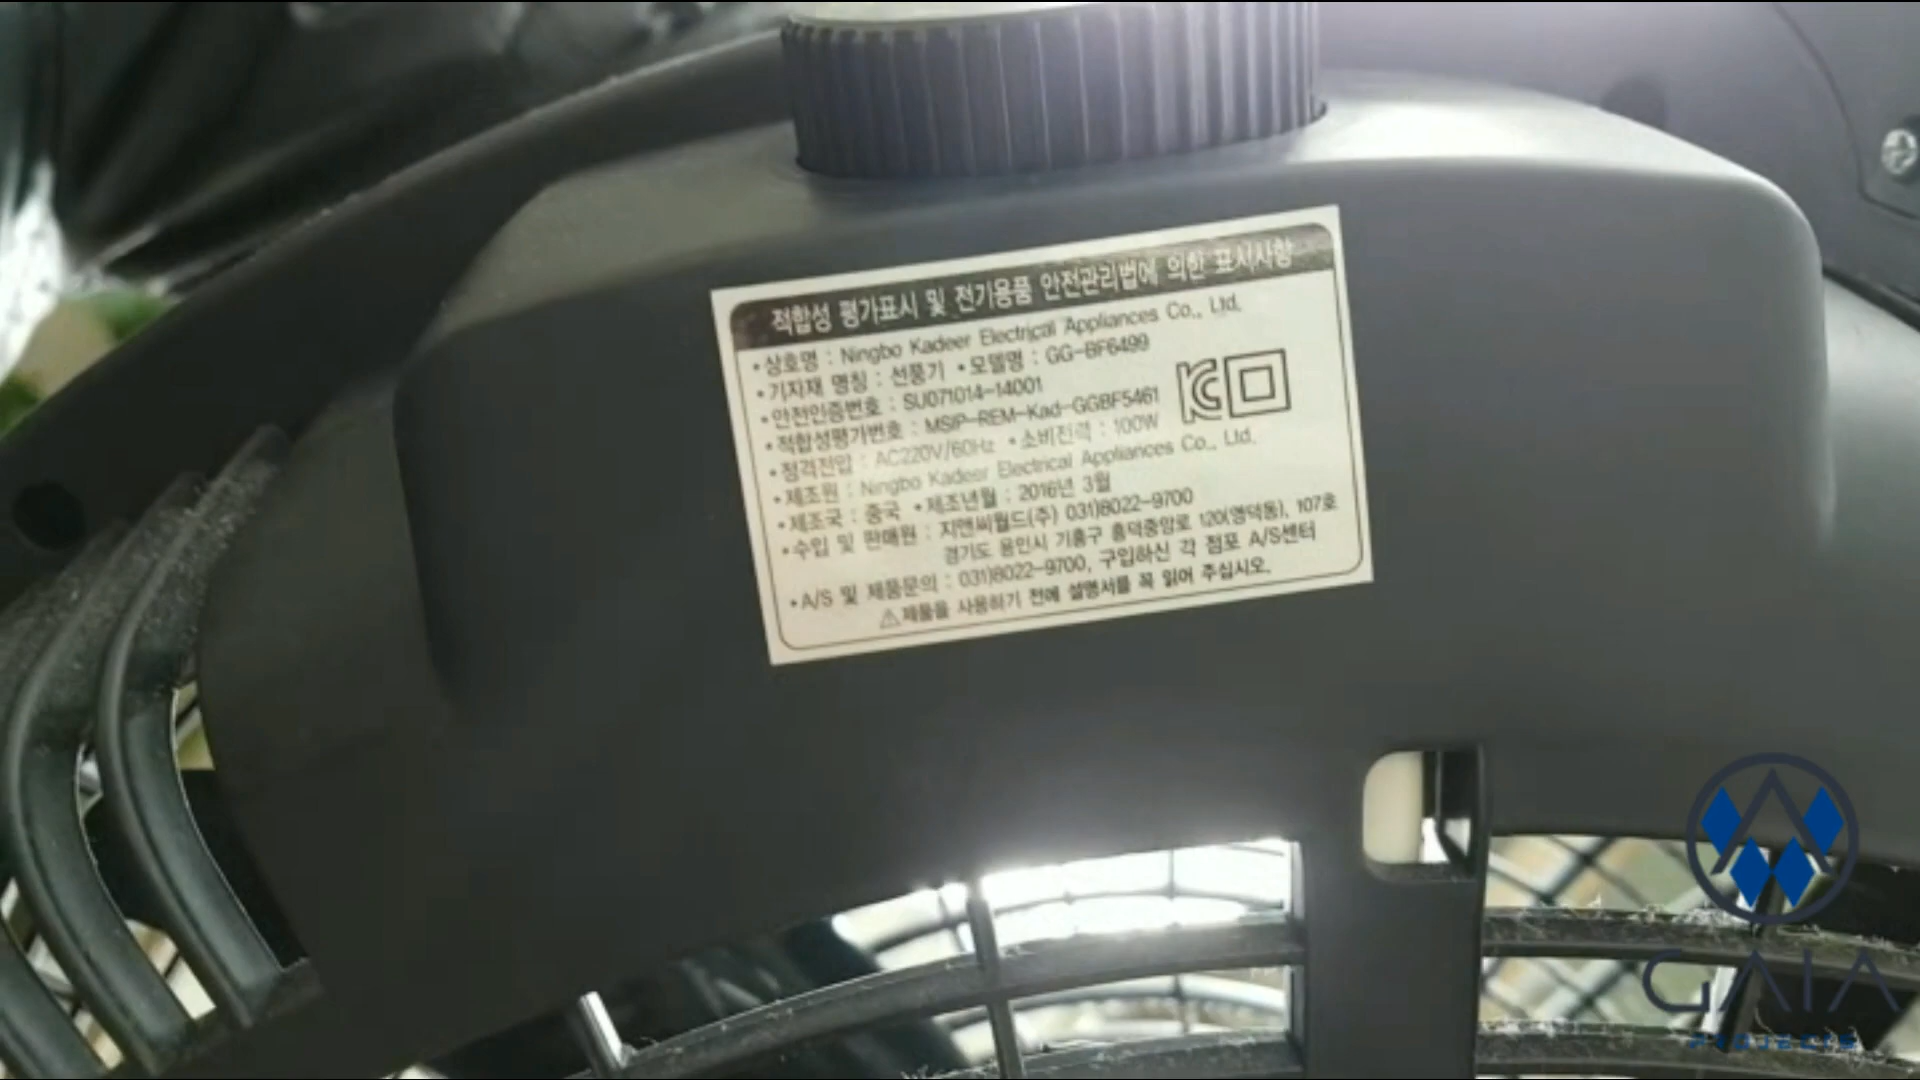 적합성 평가표시 및 전기용품 안전관리법에 의한 표시사항
•상호명 : Ningbo Kadeer Electrical Appliances Co., Ltd.
•기자재 명칭 : 선풍기 •모델명 : GG-BF6499
•안전인증번호 : SU071014-14001
•적합성평가번호 : MSIP-REM-Kad-GGBF5461
•정격전압 : AC220V/60Hz •소비전력 : 100W
•제조원 : Ningbo Kadeer Electrical Appliances Co., Ltd.
•제조국 : 중국 •제조년월 : 2016년 3월
•수입 및 판매원 : 지앤씨월드(주) 031)8022-9700
경기도 용인시 기흥구 흥덕중앙로 120(영덕동), 107호
•A/S 및 제품문의 : 031)8022-9700, 구입하신 각 점포 A/S센터
⚠제품을 사용하기 전에 설명서를 꼭 읽어 주십시오.
GAIA
PROJECTS